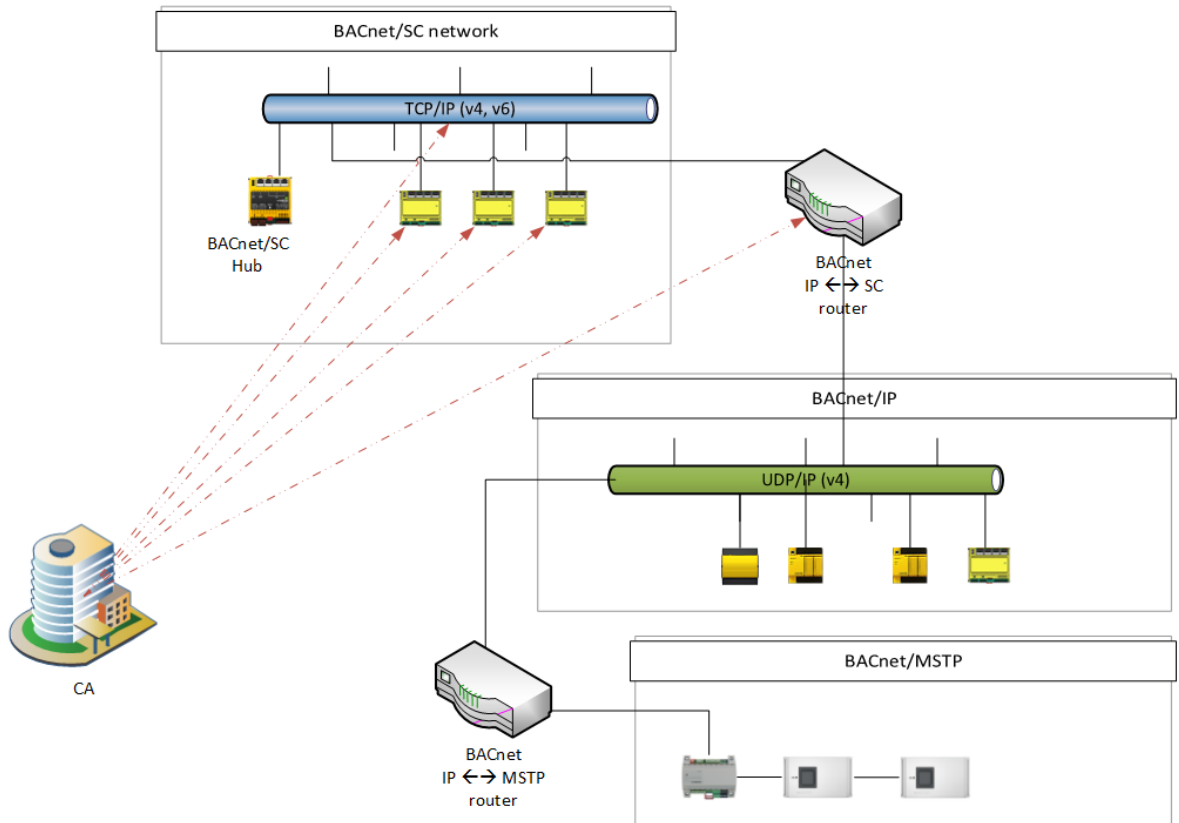 BACnet/SC network
TCP/IP (v4, v6)
BACnet/SC
Hub
BACnet
IP ←→ SC
router
BACnet/IP
UDP/IP (v4)
CA
BACnet
IP ←→ MSTP
router
BACnet/MSTP